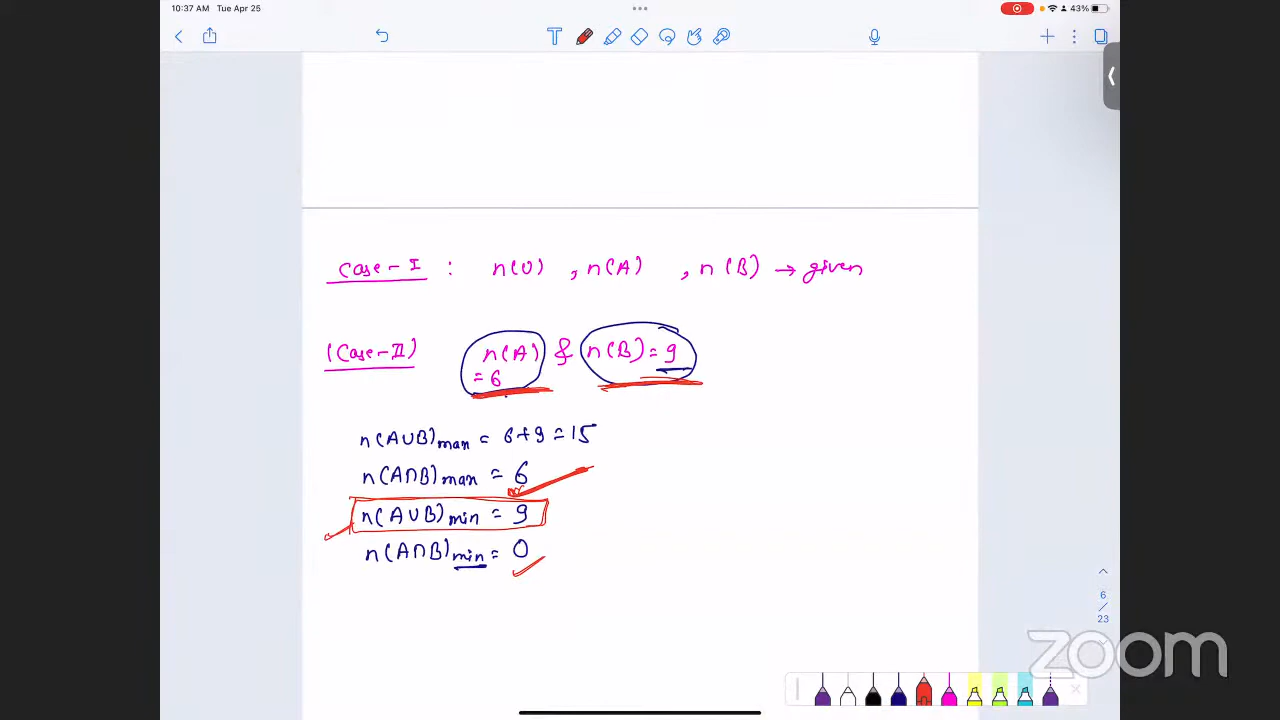 10:37 AM Tue Apr 25
43%
Case-I : n(U) , n(A) , n(B) → given
(Case-II) n(A) & n(B) = 9
= 6
n(A∪B)max = 6+9 = 15
n(A∩B)max = 6
n(A∪B)min = 9
n(A∩B)min = 0
6
/
23
zoom